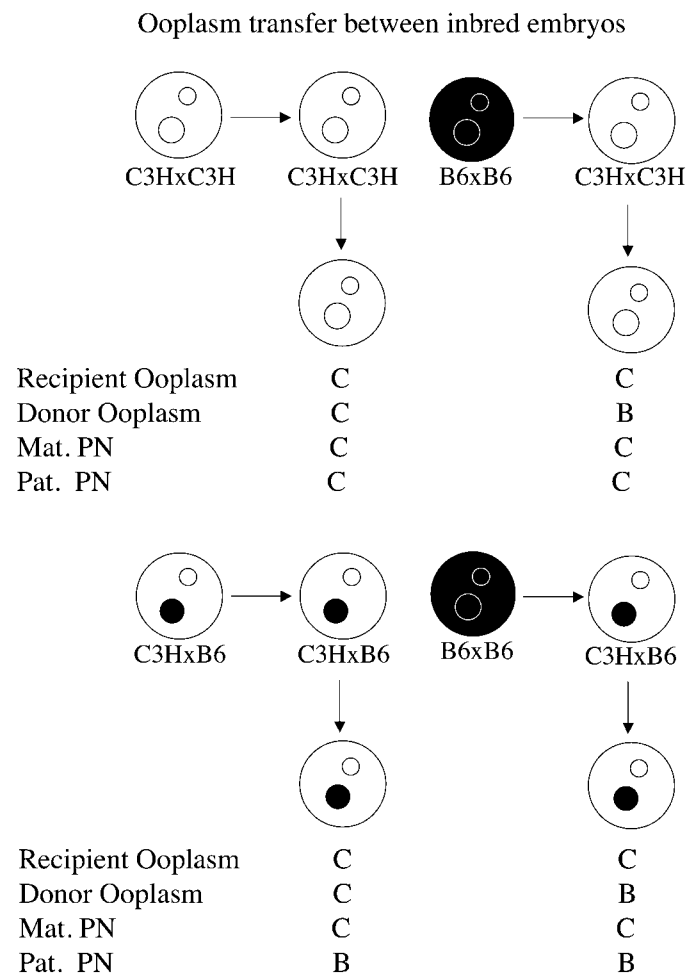 Ooplasm transfer between inbred embryos
C3HxC3H C3HxC3H B6xB6 C3HxC3H
Recipient Ooplasm C C
Donor Ooplasm C B
Mat. PN C C
Pat. PN C C
C3HxB6 C3HxB6 B6xB6 C3HxB6
Recipient Ooplasm C C
Donor Ooplasm C B
Mat. PN C C
Pat. PN B B